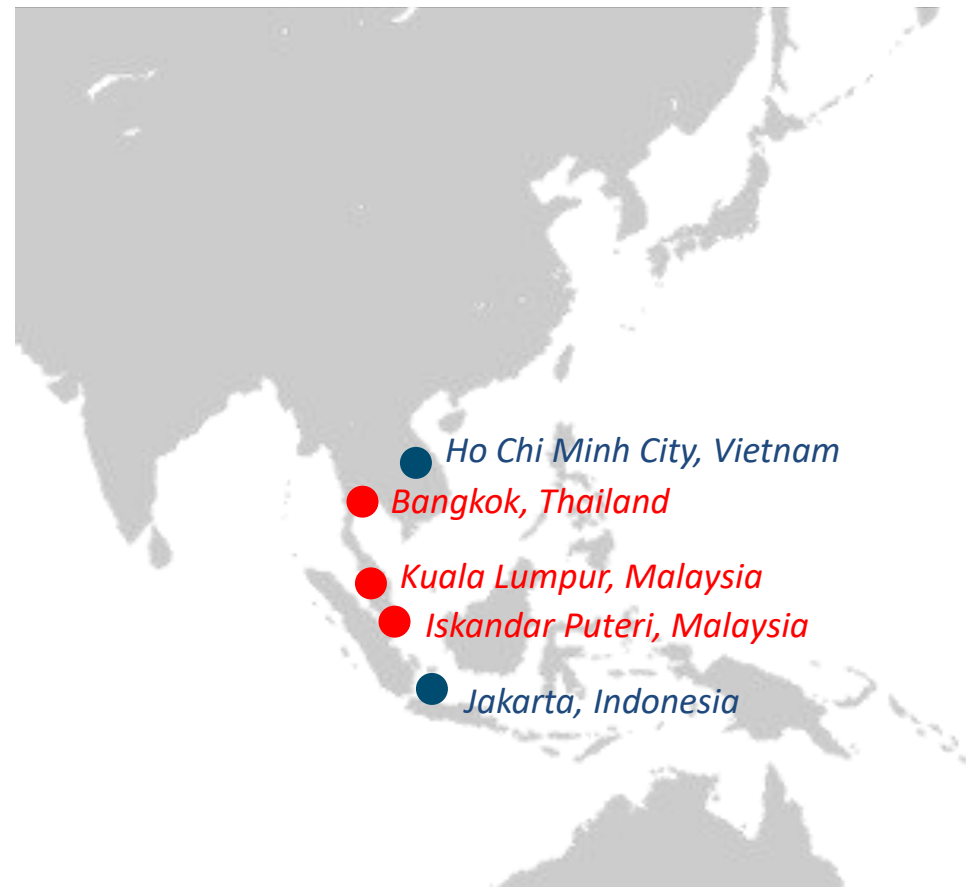 Ho Chi Minh City, Vietnam
Bangkok, Thailand
Kuala Lumpur, Malaysia
Iskandar Puteri, Malaysia
Jakarta, Indonesia